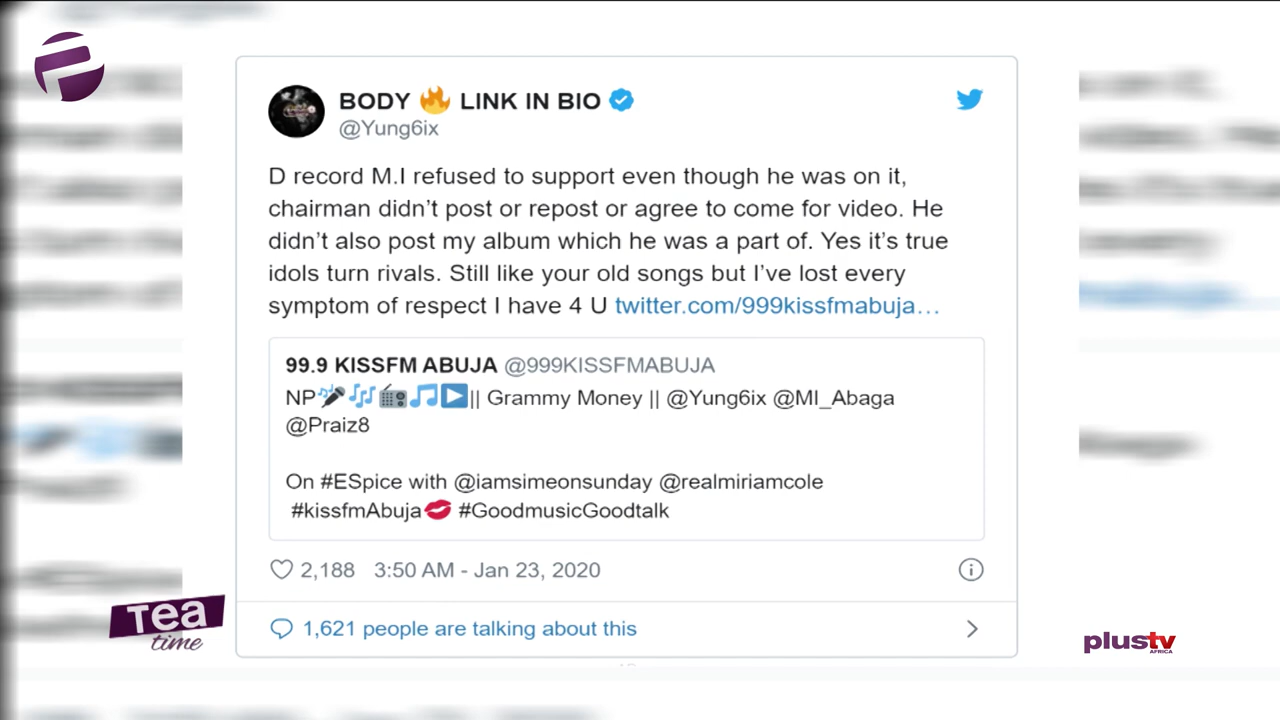 BODY 🔥 LINK IN BIO
@Yung6ix
D record M.I refused to support even though he was on it,
chairman didn’t post or repost or agree to come for video. He
didn’t also post my album which he was a part of. Yes it’s true
idols turn rivals. Still like your old songs but I’ve lost every
symptom of respect I have 4 U twitter.com/999kissfmabuja…
99.9 KISSFM ABUJA @999KISSFMABUJA
NP🎤🎶📻🎵▶️|| Grammy Money || @Yung6ix @MI_Abaga
@Praiz8
On #ESpice with @iamsimeonsunday @realmiriamcole
#kissfmAbuja💋 #GoodmusicGoodtalk
2,188 3:50 AM - Jan 23, 2020
1,621 people are talking about this
Tea
time
plustv
AFRICA